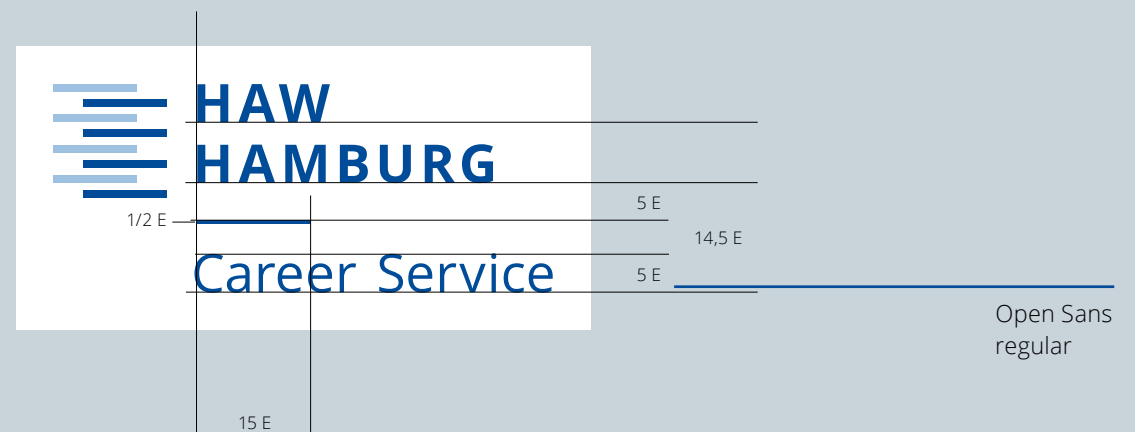 HAW
HAMBURG
5 E
1/2 E
14,5 E
Career Service
5 E
Open Sans
regular
15 E